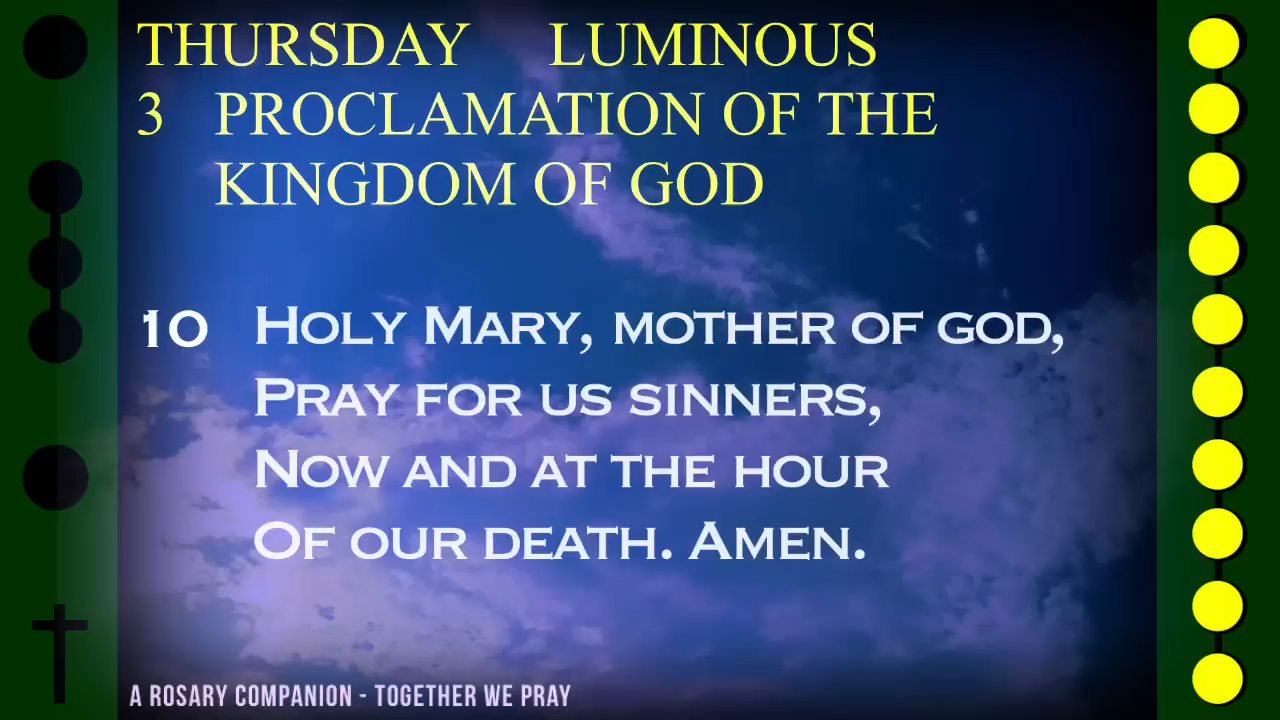 THURSDAY LUMINOUS
3 PROCLAMATION OF THE
KINGDOM OF GOD
10 HOLY MARY, MOTHER OF GOD,
PRAY FOR US SINNERS,
NOW AND AT THE HOUR
OF OUR DEATH. AMEN.
A ROSARY COMPANION - TOGETHER WE PRAY